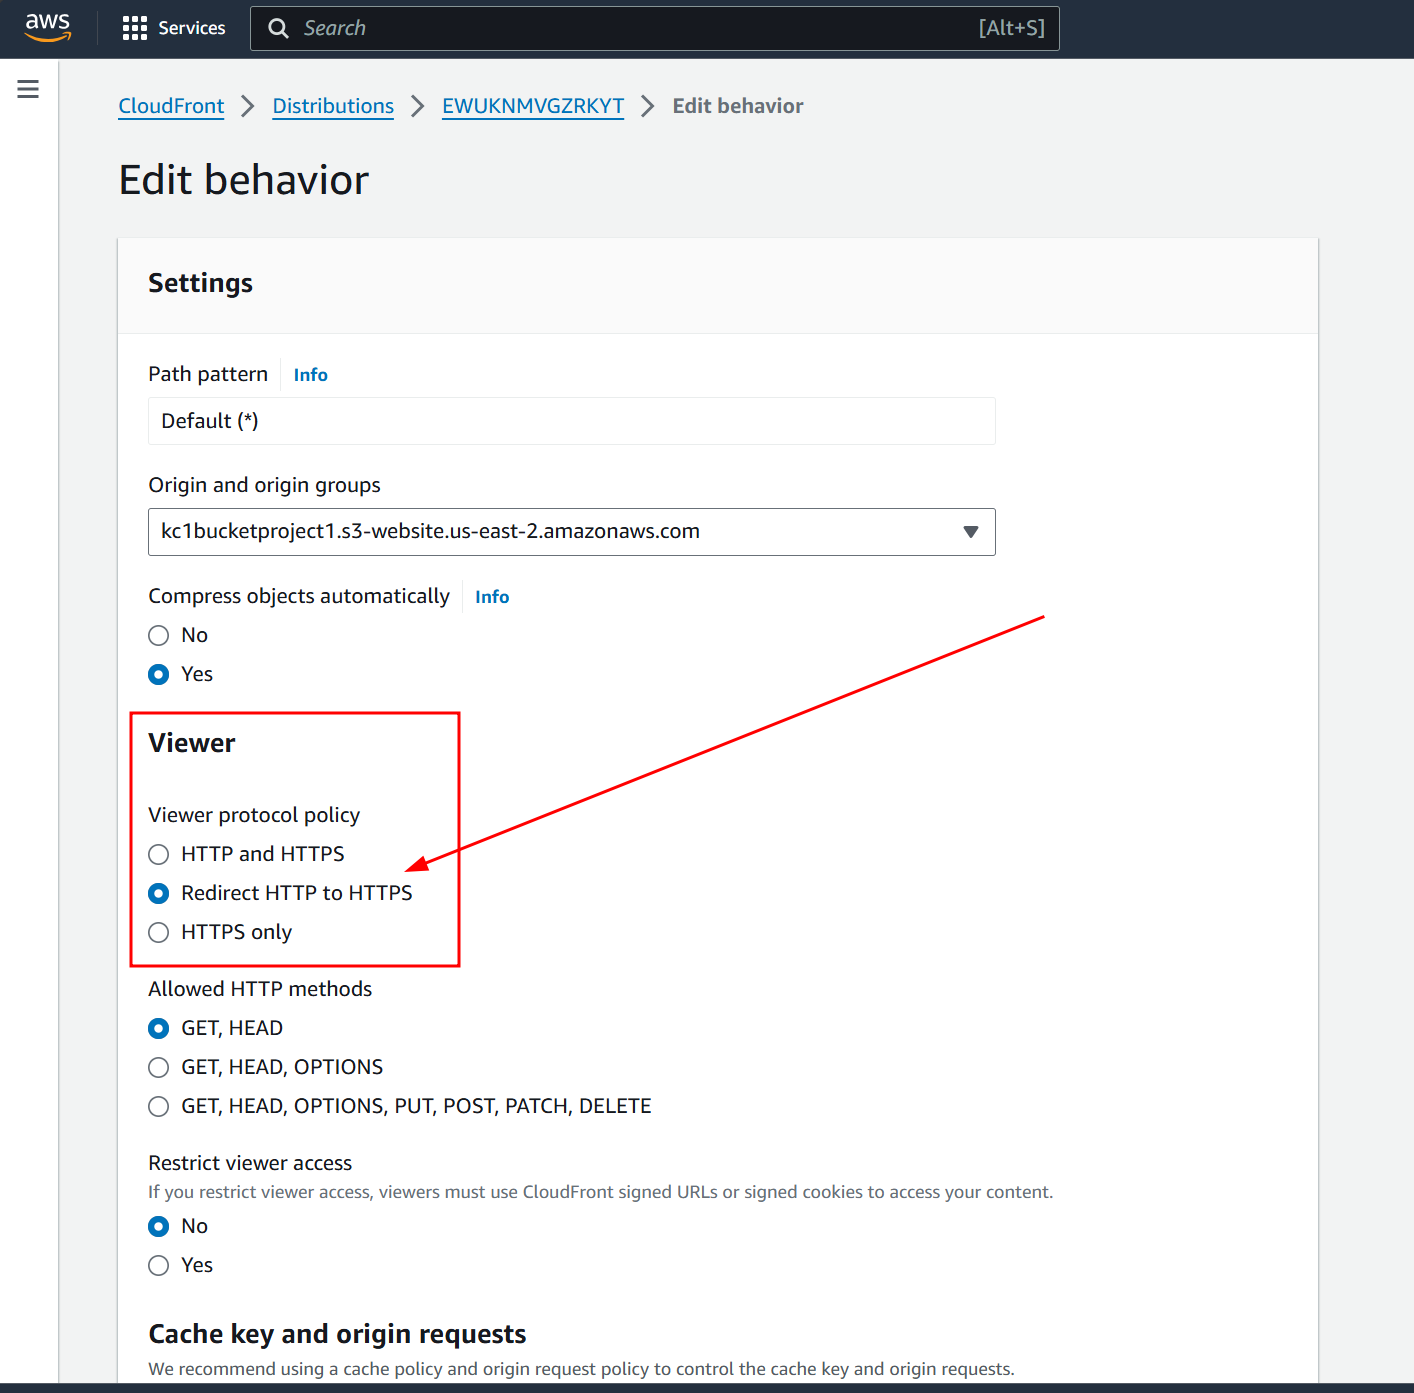 aws Services Search [Alt+S]
CloudFront Distributions EWUKNMVGZRKYT Edit behavior
Edit behavior
Settings
Path pattern Info
Default (*)
Origin and origin groups
kc1bucketproject1.s3-website.us-east-2.amazonaws.com
Compress objects automatically Info
No
Yes
Viewer
Viewer protocol policy
HTTP and HTTPS
Redirect HTTP to HTTPS
HTTPS only
Allowed HTTP methods
GET, HEAD
GET, HEAD, OPTIONS
GET, HEAD, OPTIONS, PUT, POST, PATCH, DELETE
Restrict viewer access
If you restrict viewer access, viewers must use CloudFront signed URLs or signed cookies to access your content.
No
Yes
Cache key and origin requests
We recommend using a cache policy and origin request policy to control the cache key and origin requests.